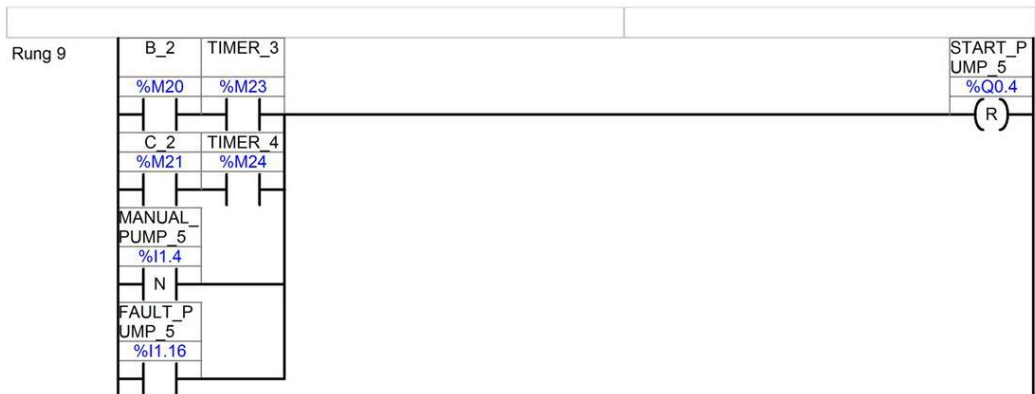 Rung 9
B_2
TIMER_3
START_P
UMP_5
%M20
%M23
%Q0.4
R
C_2
TIMER_4
%M21
%M24
MANUAL_
PUMP_5
%I1.4
N
FAULT_P
UMP_5
%I1.16